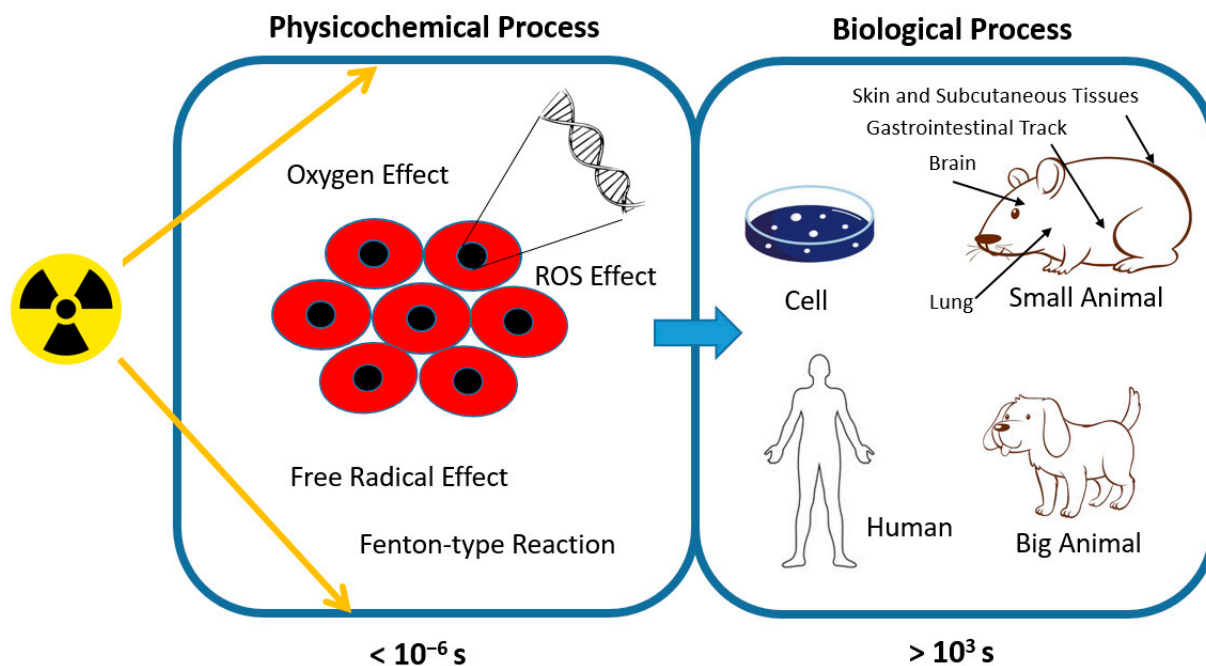 Physicochemical Process
Oxygen Effect
ROS Effect
Free Radical Effect
Fenton-type Reaction
< 10⁻⁶ s
Biological Process
Skin and Subcutaneous Tissues
Gastrointestinal Track
Brain
Lung
Cell
Small Animal
Human
Big Animal
> 10³ s